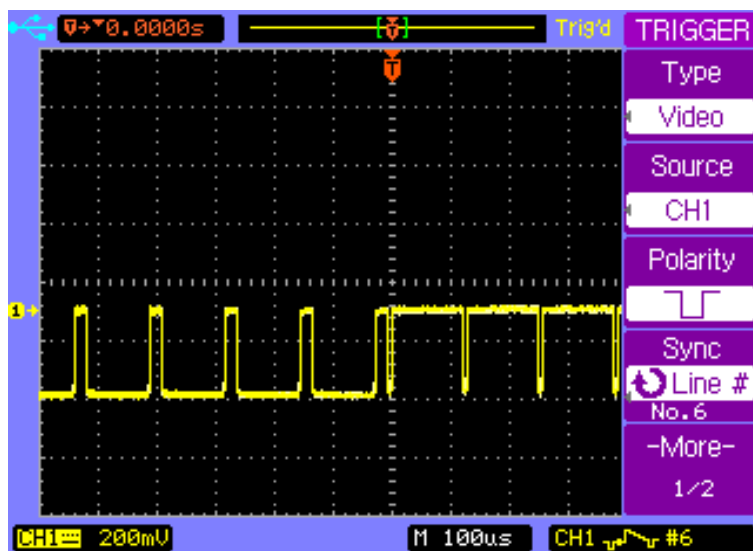 T→▼0.0000s
T
Trig'd
TRIGGER
Type
Video
Source
CH1
Polarity
Sync
Line #
No.6
-More-
1/2
T
1
CH1 200mV
M 100us
CH1 #6